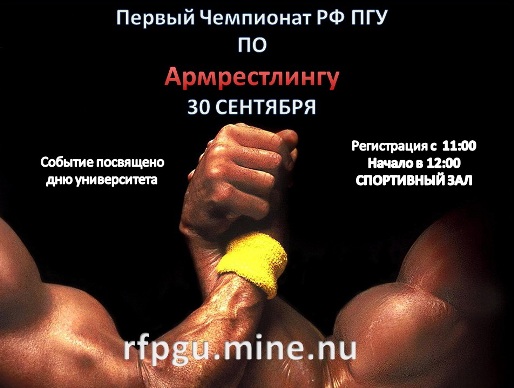 Первый Чемпионат РФ ПГУ
ПО
Армрестлингу
30 СЕНТЯБРЯ
Событие посвящено
дню университета
Регистрация с 11:00
Начало в 12:00
СПОРТИВНЫЙ ЗАЛ
rfpgu.mine.nu